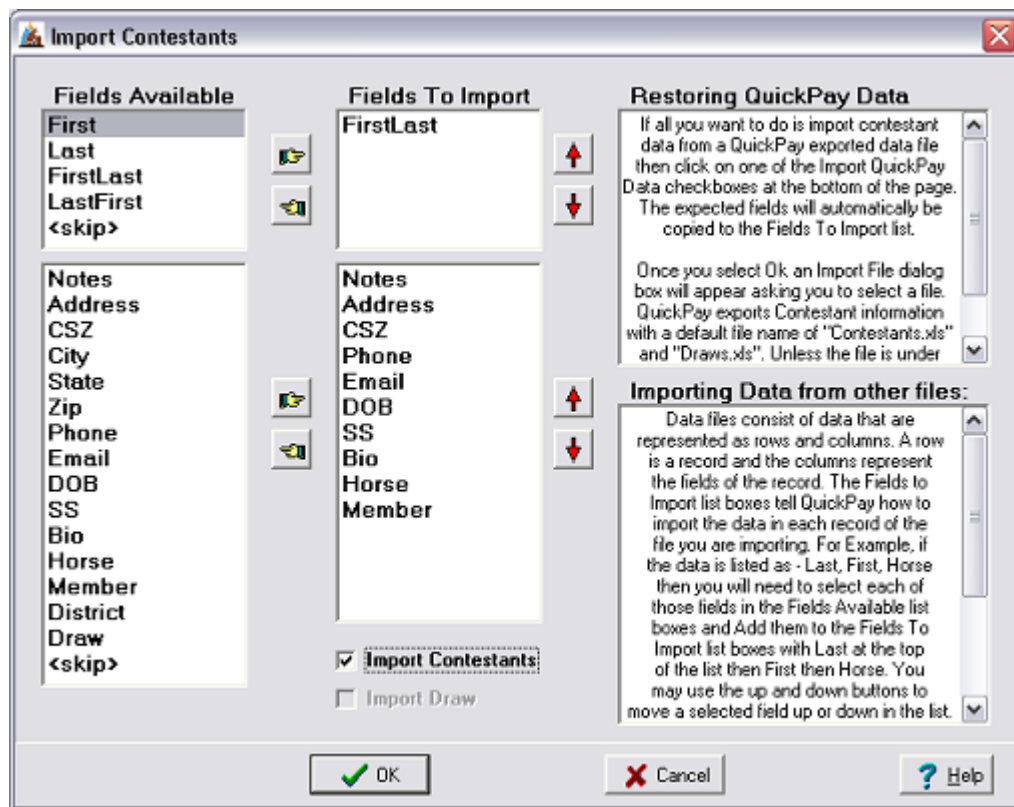 Import Contestants
Fields Available
First
Last
FirstLast
LastFirst
<skip>
Notes
Address
CSZ
City
State
Zip
Phone
Email
DOB
SS
Bio
Horse
Member
District
Draw
<skip>
Fields To Import
FirstLast
Notes
Address
CSZ
Phone
Email
DOB
SS
Bio
Horse
Member
Import Contestants
Import Draw
Restoring QuickPay Data
If all you want to do is import contestant
data from a QuickPay exported data file
then click on one of the Import QuickPay
Data checkboxes at the bottom of the page.
The expected fields will automatically be
copied to the Fields To Import list.
Once you select Ok an Import File dialog
box will appear asking you to select a file.
QuickPay exports Contestant information
with a default file name of "Contestants.xls"
and "Draws.xls". Unless the file is under
Importing Data from other files:
Data files consist of data that are
represented as rows and columns. A row
is a record and the columns represent
the fields of the record. The Fields to
Import list boxes tell QuickPay how to
import the data in each record of the
file you are importing. For Example, if
the data is listed as - Last, First, Horse
then you will need to select each of
those fields in the Fields Available list
boxes and Add them to the Fields To
Import list boxes with Last at the top
of the list then First then Horse. You
may use the up and down buttons to
move a selected field up or down in the list.
OK
Cancel
Help